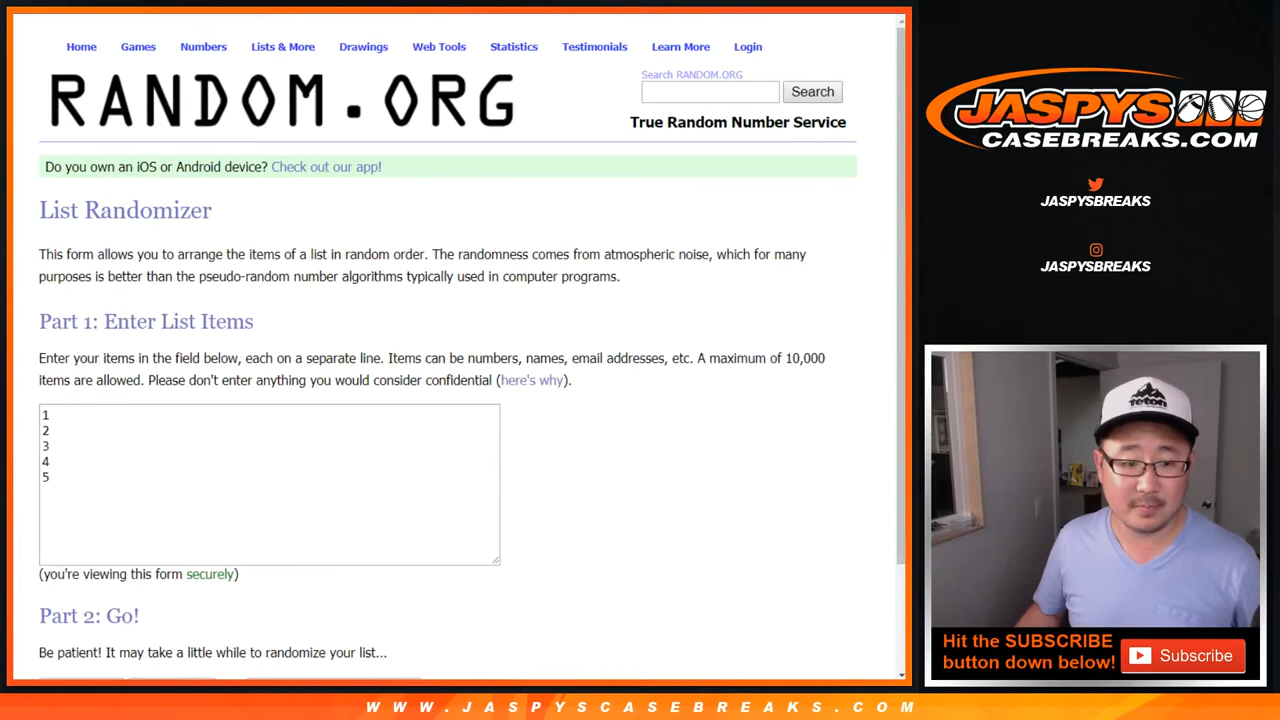 Home Games Numbers Lists & More Drawings Web Tools Statistics Testimonials Learn More Login
RANDOM.ORG
Search RANDOM.ORG
Search
True Random Number Service
Do you own an iOS or Android device? Check out our app!
List Randomizer
This form allows you to arrange the items of a list in random order. The randomness comes from atmospheric noise, which for many
purposes is better than the pseudo-random number algorithms typically used in computer programs.
Part 1: Enter List Items
Enter your items in the field below, each on a separate line. Items can be numbers, names, email addresses, etc. A maximum of 10,000
items are allowed. Please don't enter anything you would consider confidential (here's why).
1
2
3
4
5
(you're viewing this form securely)
Part 2: Go!
Be patient! It may take a little while to randomize your list...
JASPYS
CASEBREAKS.COM
JASPYSBREAKS
JASPYSBREAKS
TETON
Hit the SUBSCRIBE
button down below!
Subscribe
WWW.JASPYSCASEBREAKS.COM